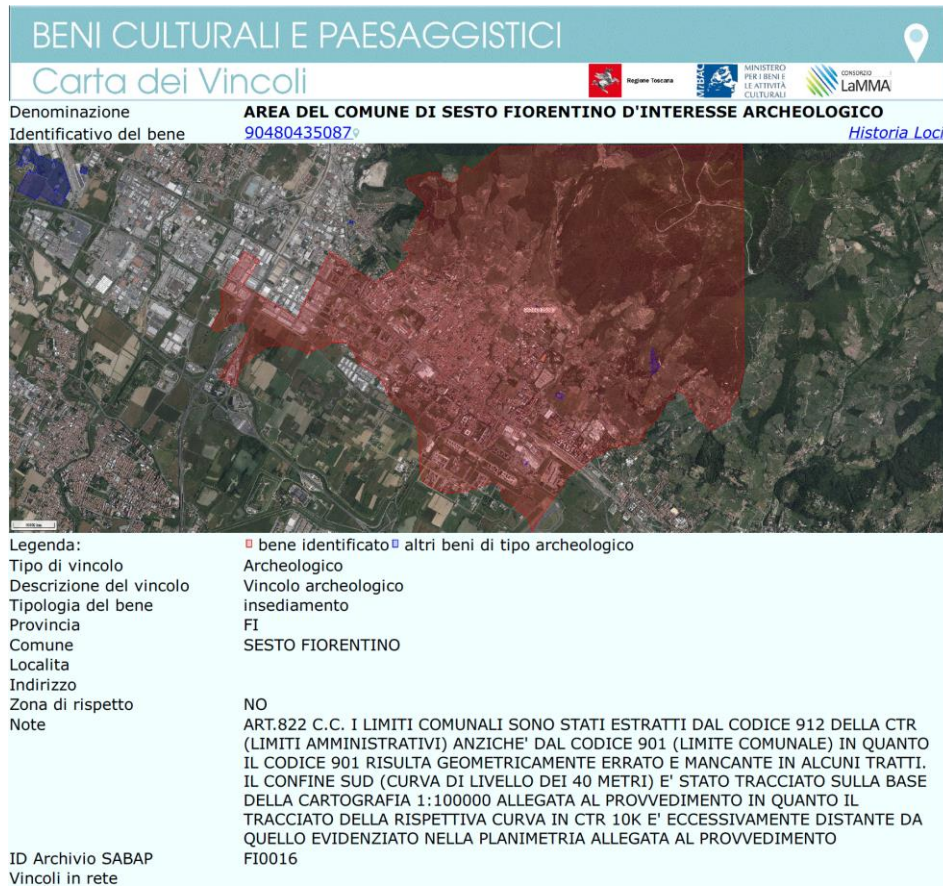 BENI CULTURALI E PAESAGGISTICI
Carta dei Vincoli
Regione Toscana
MiBAC
MINISTERO
PER I BENI E
LE ATTIVITÀ
CULTURALI
CONSORZIO
LaMMA
Denominazione AREA DEL COMUNE DI SESTO FIORENTINO D'INTERESSE ARCHEOLOGICO
Identificativo del bene 90480435087 Historia Loci
Legenda: bene identificato altri beni di tipo archeologico
Tipo di vincolo Archeologico
Descrizione del vincolo Vincolo archeologico
Tipologia del bene insediamento
Provincia FI
Comune SESTO FIORENTINO
Localita
Indirizzo
Zona di rispetto NO
Note ART.822 C.C. I LIMITI COMUNALI SONO STATI ESTRATTI DAL CODICE 912 DELLA CTR
(LIMITI AMMINISTRATIVI) ANZICHE' DAL CODICE 901 (LIMITE COMUNALE) IN QUANTO
IL CODICE 901 RISULTA GEOMETRICAMENTE ERRATO E MANCANTE IN ALCUNI TRATTI.
IL CONFINE SUD (CURVA DI LIVELLO DEI 40 METRI) E' STATO TRACCIATO SULLA BASE
DELLA CARTOGRAFIA 1:100000 ALLEGATA AL PROVVEDIMENTO IN QUANTO IL
TRACCIATO DELLA RISPETTIVA CURVA IN CTR 10K E' ECCESSIVAMENTE DISTANTE DA
QUELLO EVIDENZIATO NELLA PLANIMETRIA ALLEGATA AL PROVVEDIMENTO
ID Archivio SABAP FI0016
Vincoli in rete